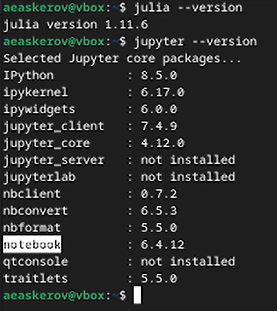 aeaskerov@vbox:~$ julia --version
julia version 1.11.6
aeaskerov@vbox:~$ jupyter --version
Selected Jupyter core packages...
IPython          : 8.5.0
ipykernel        : 6.17.0
ipywidgets       : 6.0.0
jupyter_client   : 7.4.9
jupyter_core     : 4.12.0
jupyter_server   : not installed
jupyterlab       : not installed
nbclient         : 0.7.2
nbconvert        : 6.5.3
nbformat         : 5.5.0
notebook         : 6.4.12
qtconsole        : not installed
traitlets        : 5.5.0
aeaskerov@vbox:~$